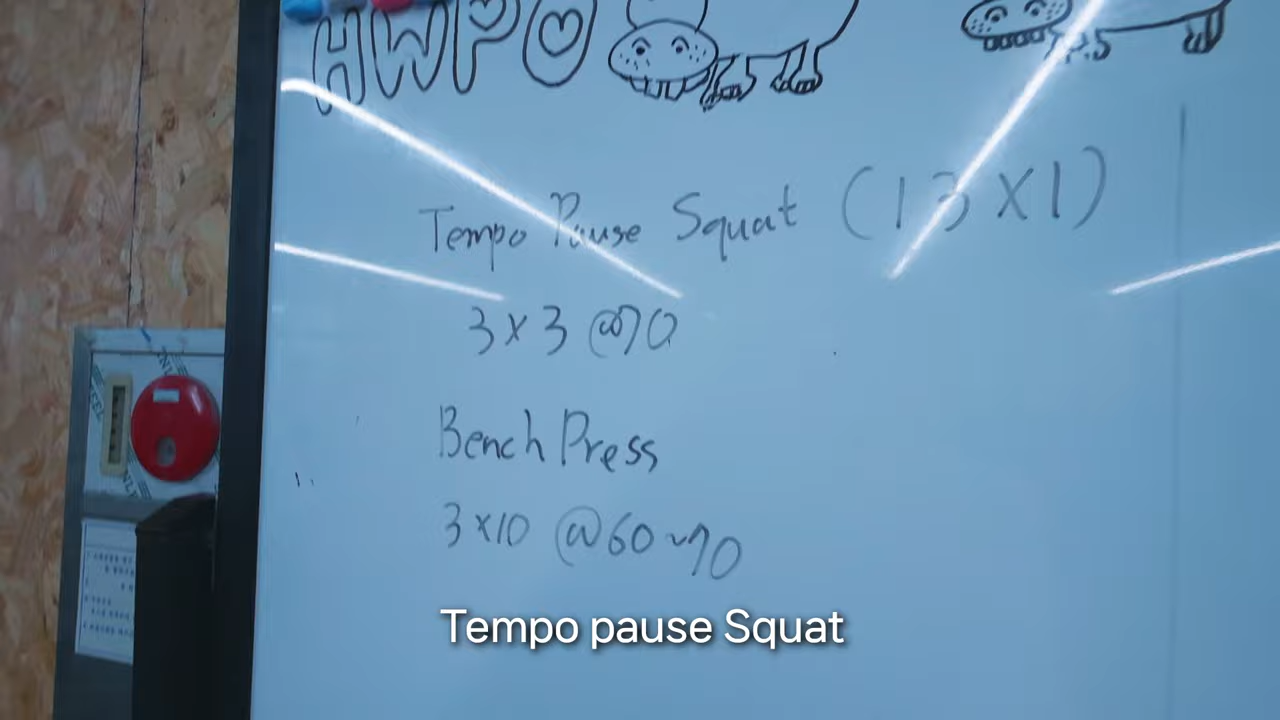 HWPO
Tempo Pause Squat (13X1)
3x3 @70
Bench Press
3x10 @60~70
Tempo pause Squat